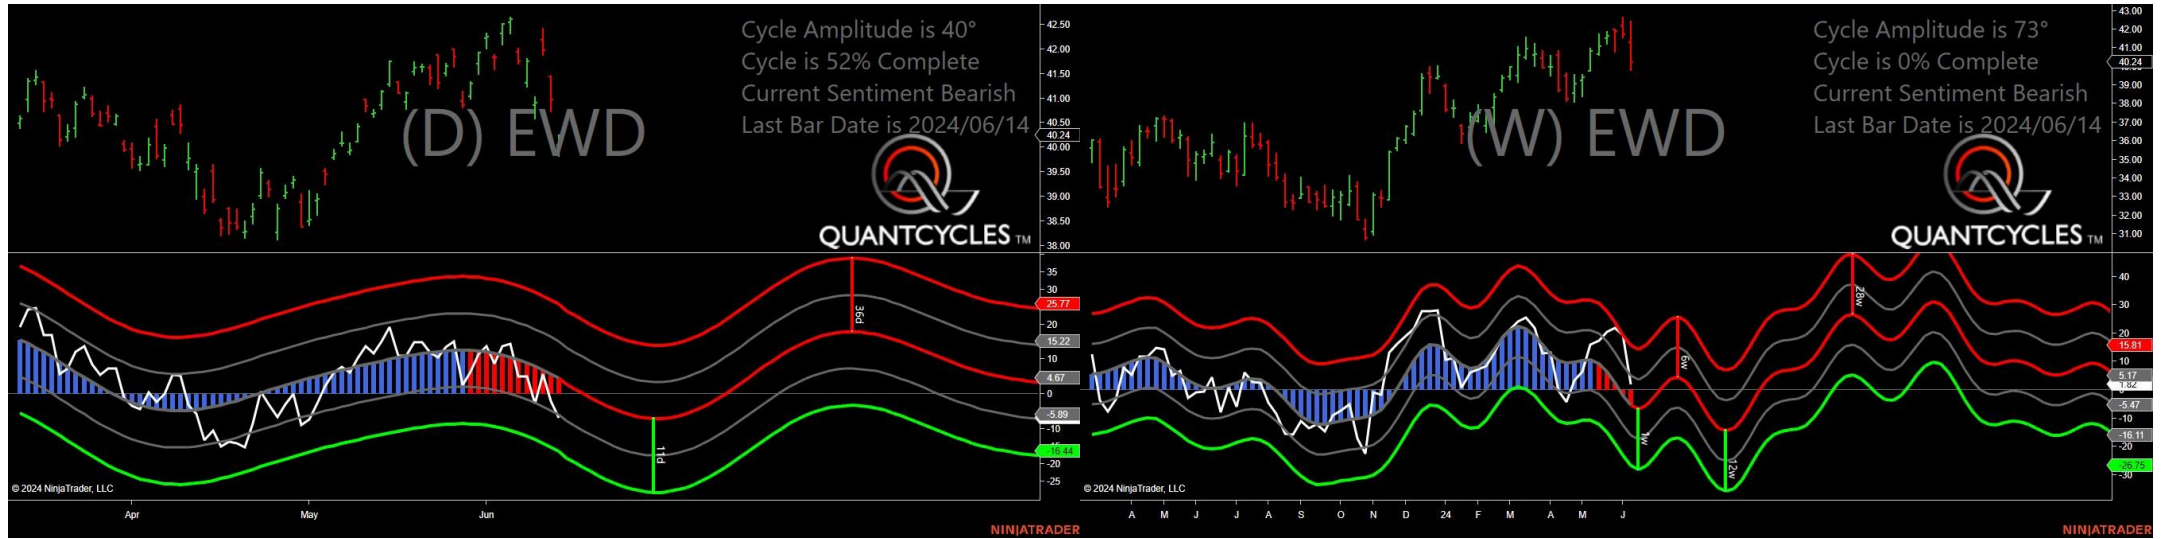 Cycle Amplitude is 40°
Cycle is 52% Complete
Current Sentiment Bearish
Last Bar Date is 2024/06/14
(D) EWD
QUANTCYCLES TM
42.50
42.00
41.50
41.00
40.50
40.24
40.00
39.50
39.00
38.50
38.00
35
30
25.77
20
15.22
10
4.67
0
-5.89
-10
-16.44
-20
-25
36d
11d
© 2024 NinjaTrader, LLC
Apr
May
Jun
NINJATRADER
Cycle Amplitude is 73°
Cycle is 0% Complete
Current Sentiment Bearish
Last Bar Date is 2024/06/14
(W) EWD
QUANTCYCLES TM
43.00
42.00
41.00
40.24
39.00
38.00
37.00
36.00
35.00
34.00
33.00
32.00
31.00
40
30
20
15.81
10
5.17
1.82
-5.47
-10
-16.11
-20
-26.75
-30
28w
6w
1w
12w
© 2024 NinjaTrader, LLC
A M J J A S O N D 24 F M A M J
NINJATRADER